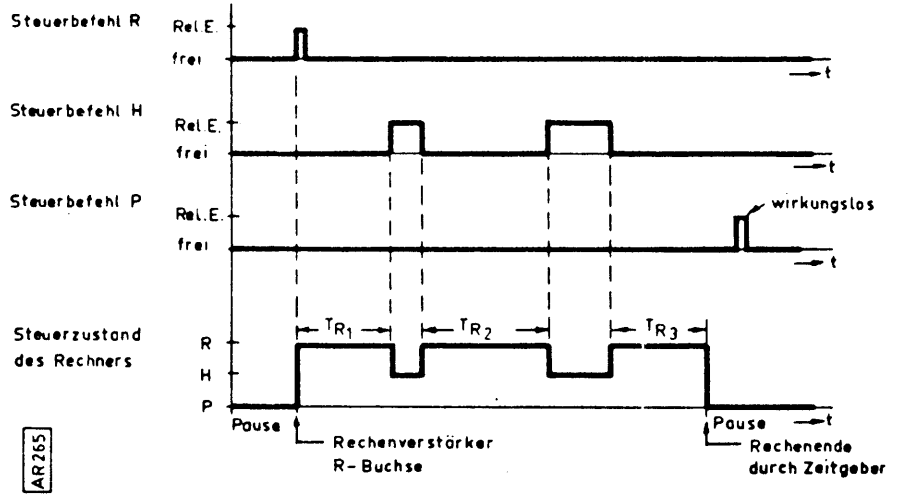 Steuerbefehl R
Rel.E.
frei
t
Steuerbefehl H
Rel.E.
frei
t
Steuerbefehl P
Rel.E.
wirkungslos
frei
t
Steuerzustand
des Rechners
R
H
P
TR1
TR2
TR3
Pause
Pause
t
Rechenverstärker
R-Buchse
Rechenende
durch Zeitgeber
AR265